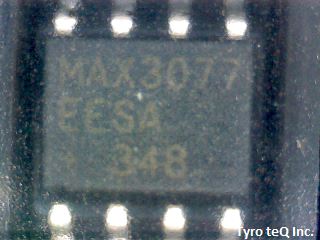 MAX3077
EESA
+ 348
Tyro teQ Inc.